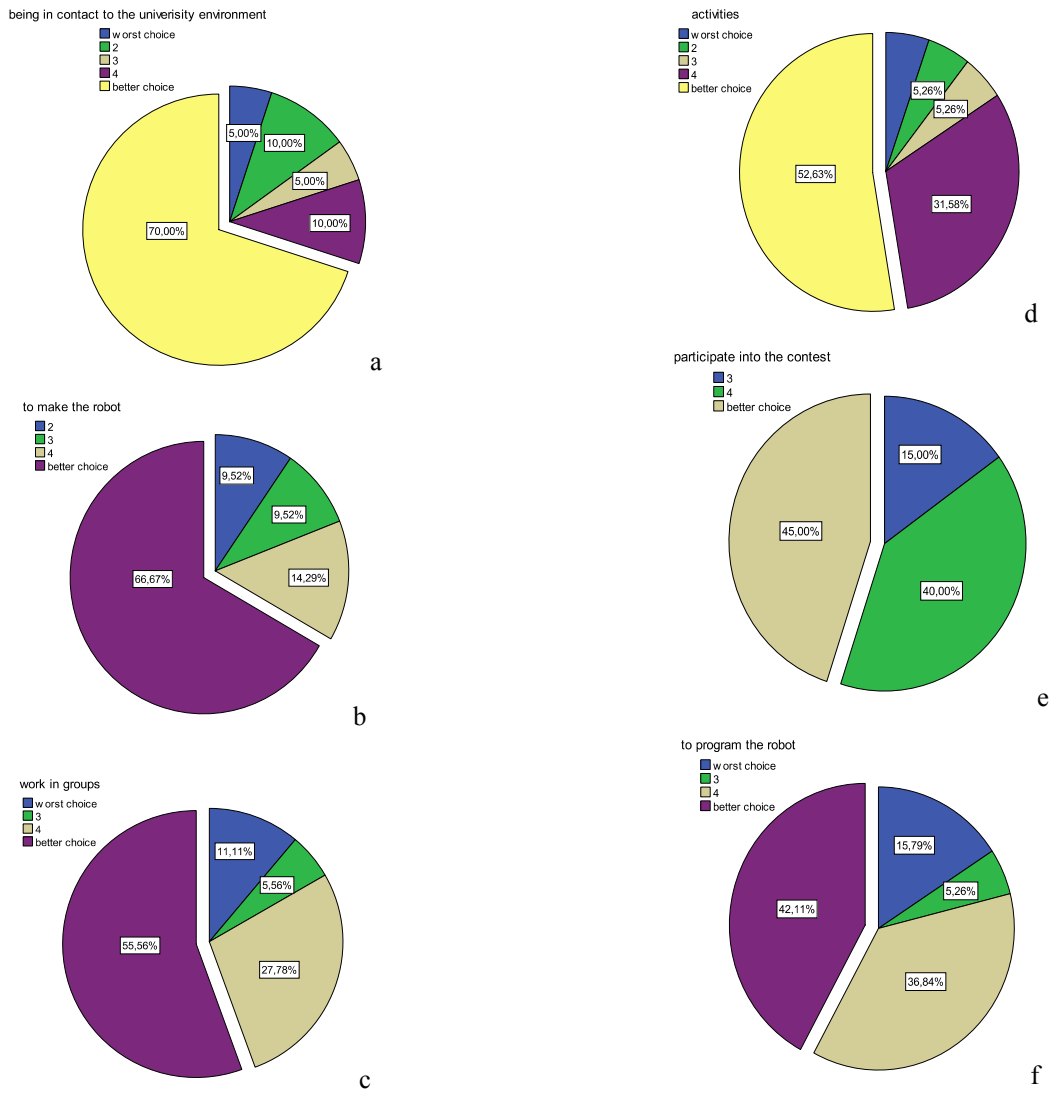 being in contact to the univerisity environment
w orst choice
2
3
4
better choice
5,00%
10,00%
5,00%
10,00%
70,00%
a
to make the robot
2
3
4
better choice
9,52%
9,52%
14,29%
66,67%
b
work in groups
w orst choice
3
4
better choice
11,11%
5,56%
27,78%
55,56%
c
activities
w orst choice
2
3
4
better choice
5,26%
5,26%
31,58%
52,63%
d
participate into the contest
3
4
better choice
15,00%
40,00%
45,00%
e
to program the robot
w orst choice
3
4
better choice
15,79%
5,26%
36,84%
42,11%
f